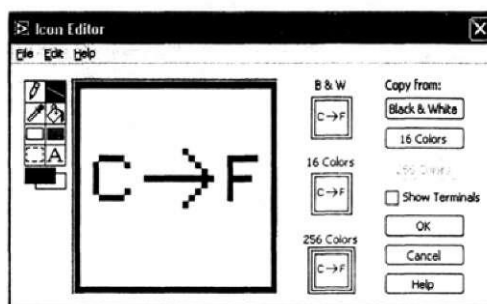 Icon Editor
File Edit Help
B & W
C→F
16 Colors
C→F
256 Colors
C→F
C→F
A
Copy from:
Black & White
16 Colors
256 Colors
Show Terminals
OK
Cancel
Help